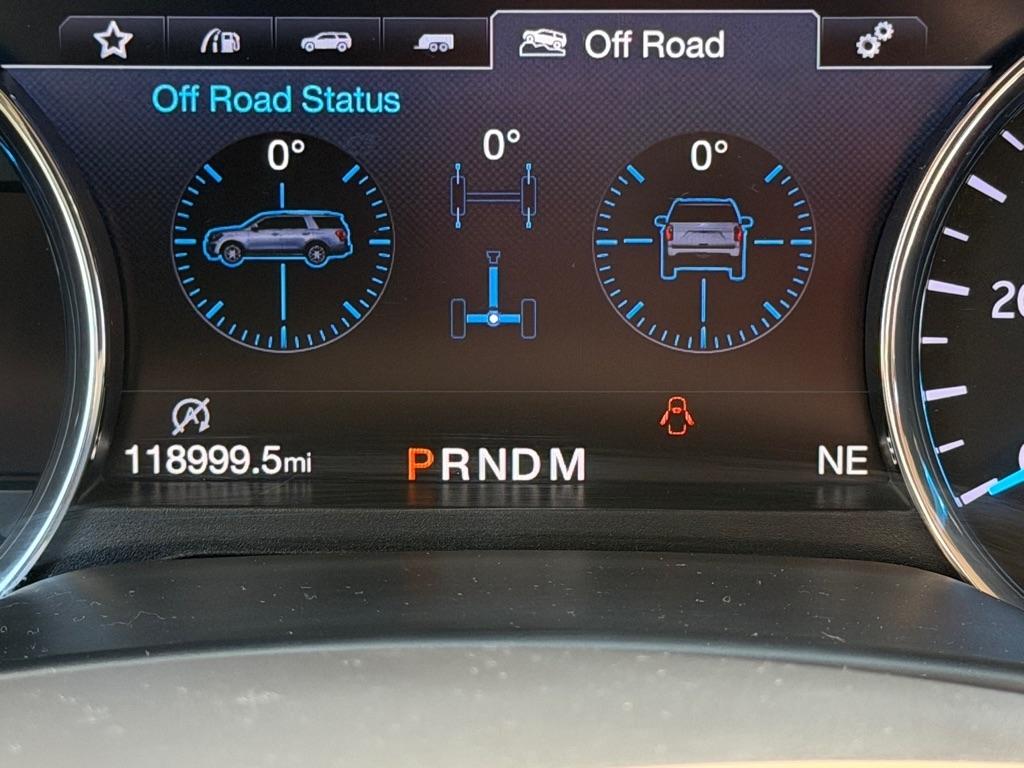 Off Road
Off Road Status
0° 0° 0°
118999.5mi PRNDM NE